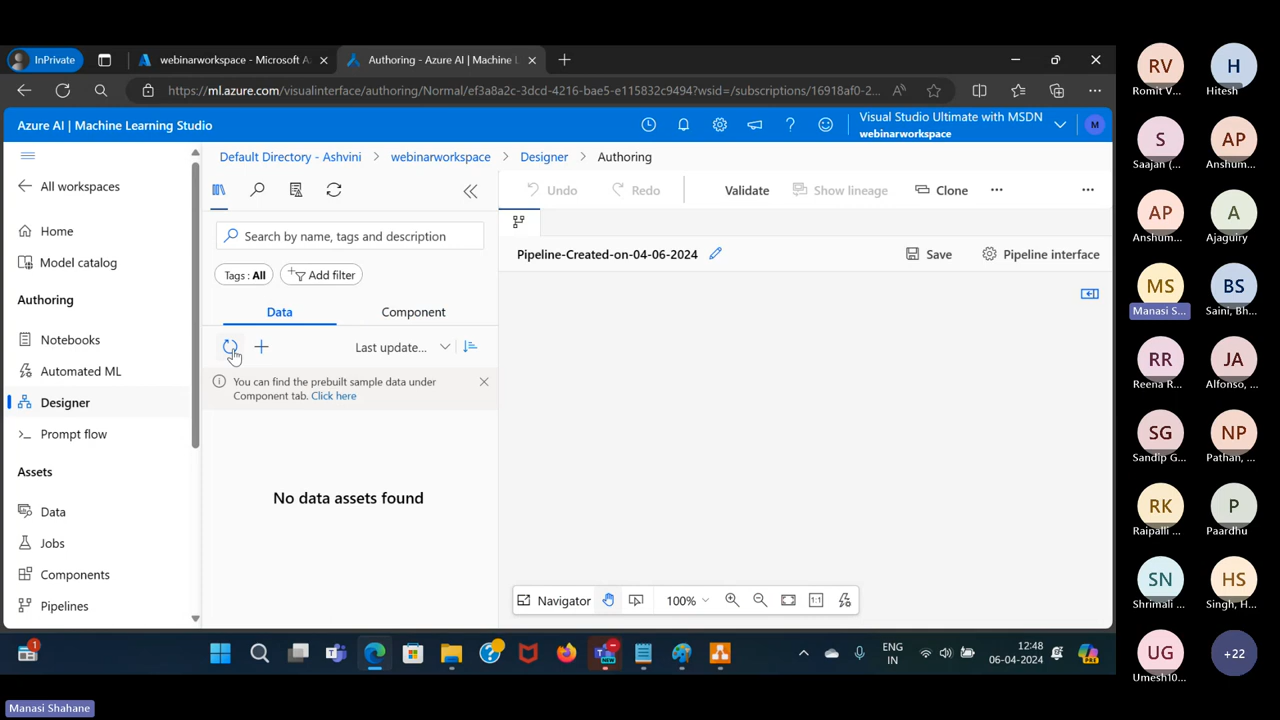 InPrivate
webinarworkspace - Microsoft A
Authoring - Azure AI | Machine L
https://ml.azure.com/visualinterface/authoring/Normal/ef3a8a2c-3dcd-4216-bae5-e115832c9494?wsid=/subscriptions/16918af0-2...
Azure AI | Machine Learning Studio
Visual Studio Ultimate with MSDN
webinarworkspace
M
All workspaces
Home
Model catalog
Authoring
Notebooks
Automated ML
Designer
Prompt flow
Assets
Data
Jobs
Components
Pipelines
Default Directory - Ashvini > webinarworkspace > Designer > Authoring
Search by name, tags and description
Tags : All
Add filter
Data
Component
Last update...
You can find the prebuilt sample data under
Component tab. Click here
No data assets found
Undo
Redo
Validate
Show lineage
Clone
Pipeline-Created-on-04-06-2024
Save
Pipeline interface
Navigator
100%
1:1
1
NEW
ENG
IN
12:48
06-04-2024
PRE
RV
Romit V...
H
Hitesh
S
Saajan (...
AP
Anshum...
AP
Anshum...
A
Ajaguiry
MS
Manasi S...
BS
Saini, Bh...
RR
Reena R...
JA
Alfonso, ...
SG
Sandip G...
NP
Pathan, ...
RK
Raipalli ...
P
Paardhu
SN
Shrimali ...
HS
Singh, H...
UG
Umesh10...
+22
Manasi Shahane